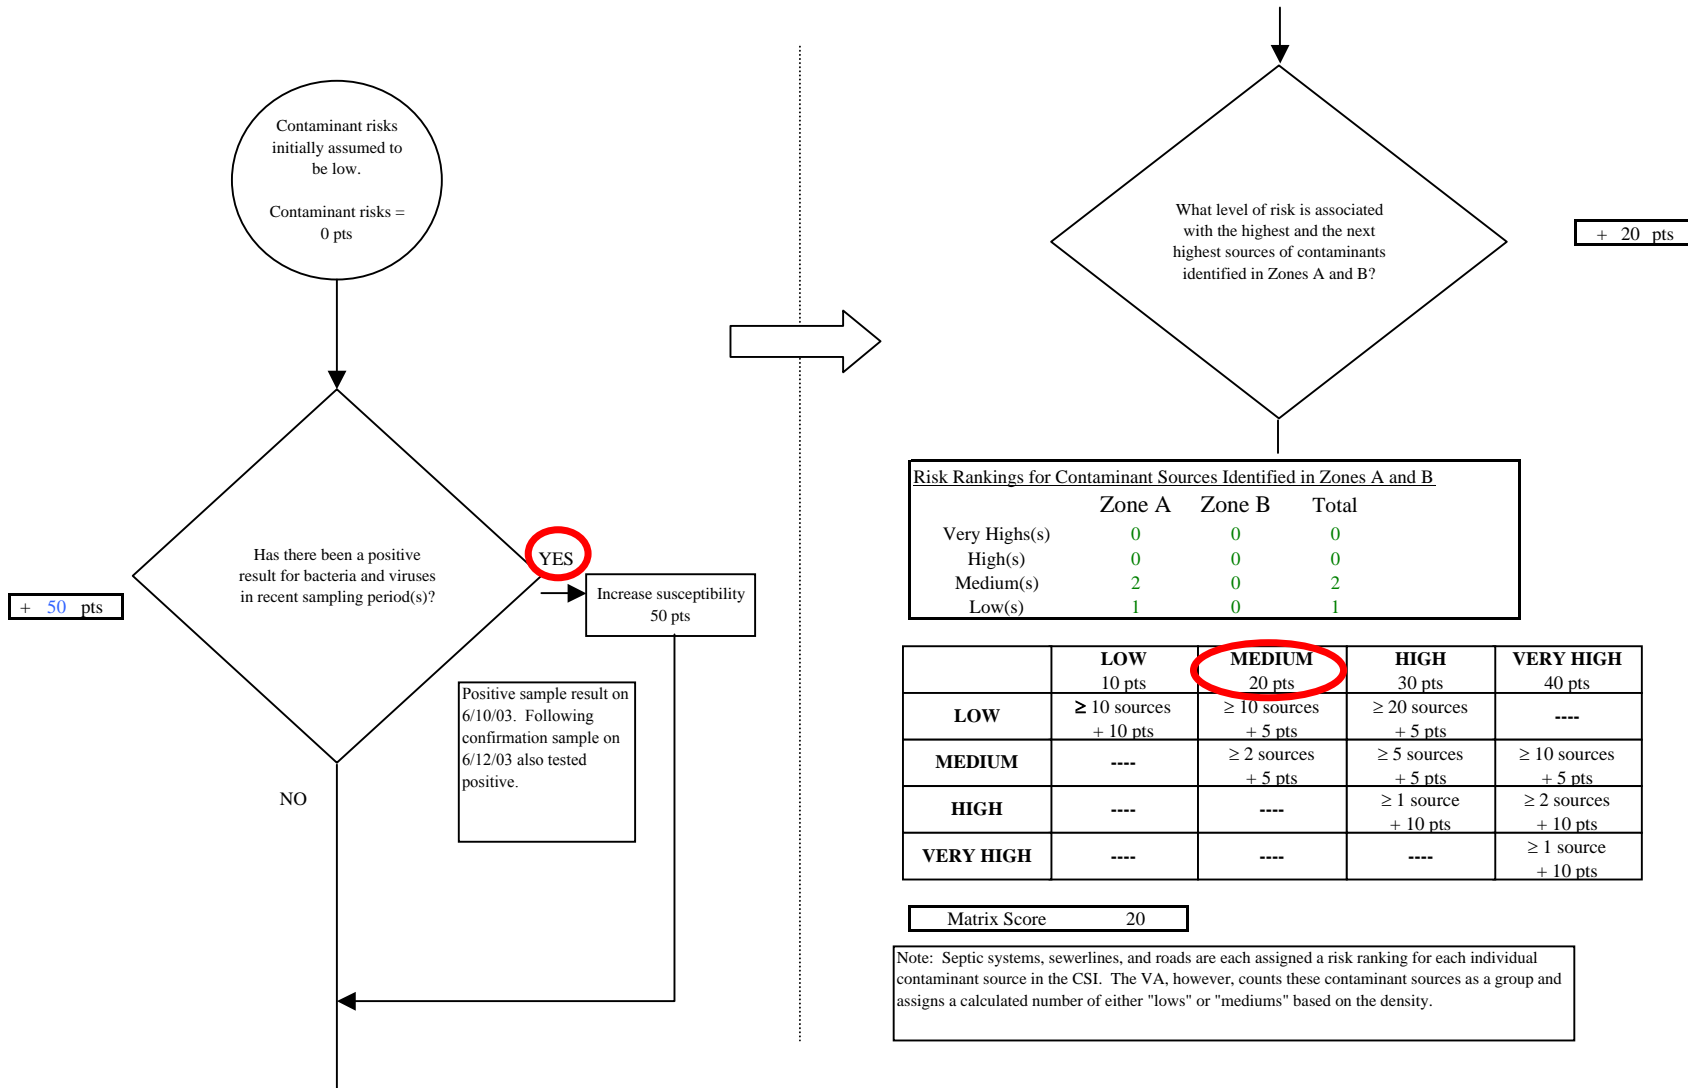 Contaminant risks
initially assumed to
be low.
Contaminant risks =
0 pts
Has there been a positive
result for bacteria and viruses
in recent sampling period(s)?
YES
+ 50 pts
Increase susceptibility
50 pts
Positive sample result on
6/10/03. Following
confirmation sample on
6/12/03 also tested
positive.
NO
What level of risk is associated
with the highest and the next
highest sources of contaminants
identified in Zones A and B?
+ 20 pts
Risk Rankings for Contaminant Sources Identified in Zones A and B
Zone A Zone B Total
Very Highs(s) 0 0 0
High(s) 0 0 0
Medium(s) 2 0 2
Low(s) 1 0 1
LOW MEDIUM HIGH VERY HIGH
10 pts 20 pts 30 pts 40 pts
LOW ≥ 10 sources ≥ 10 sources ≥ 20 sources ----
+ 10 pts + 5 pts + 5 pts
MEDIUM ---- ≥ 2 sources ≥ 5 sources ≥ 10 sources
+ 5 pts + 5 pts + 5 pts
HIGH ---- ---- ≥ 1 source ≥ 2 sources
+ 10 pts + 10 pts
VERY HIGH ---- ---- ---- ≥ 1 source
+ 10 pts
Matrix Score 20
Note: Septic systems, sewerlines, and roads are each assigned a risk ranking for each individual
contaminant source in the CSI. The VA, however, counts these contaminant sources as a group and
assigns a calculated number of either "lows" or "mediums" based on the density.